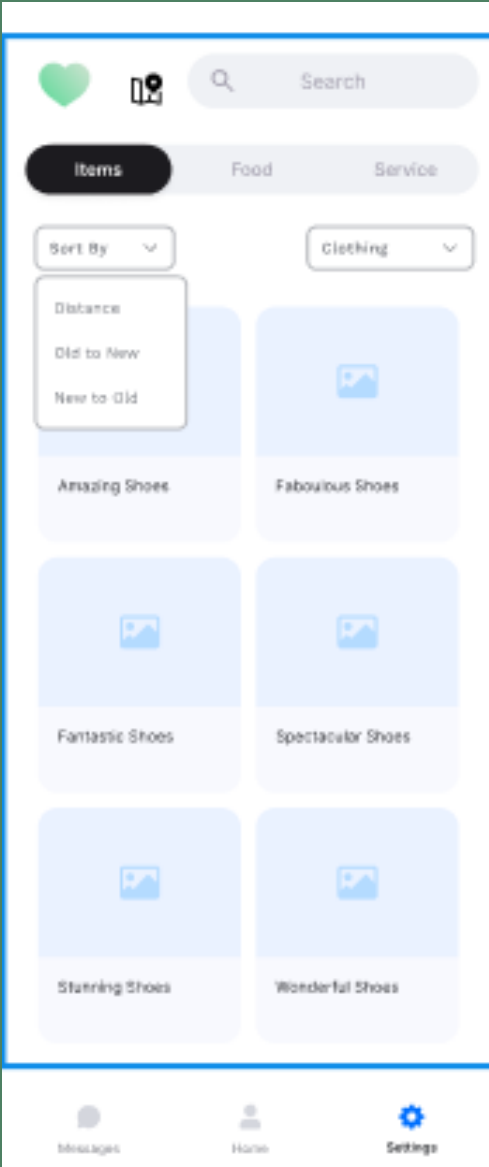 Search
Items Food Service
Sort By Clothing
Distance
Old to New
New to Old
Amazing Shoes Faboulous Shoes
Fantastic Shoes Spectacular Shoes
Stunning Shoes Wonderful Shoes
Messages Home Settings